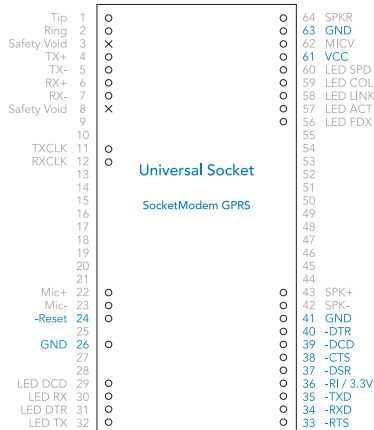 Tip 1 64 SPKR
Ring 2 63 GND
Safety Void 3 62 MICV
TX+ 4 61 VCC
TX- 5 60 LED SPD
RX+ 6 59 LED COL
RX- 7 58 LED LINK
Safety Void 8 57 LED ACT
9 56 LED FDX
10 55
TXCLK 11 54
RXCLK 12 53
13 Universal Socket 52
14 51
15 50
SocketModem GPRS
16 49
17 48
18 47
19 46
20 45
21 44
Mic+ 22 43 SPK+
Mic- 23 42 SPK-
-Reset 24 41 GND
25 40 -DTR
GND 26 39 -DCD
27 38 -CTS
28 37 -DSR
LED DCD 29 36 -RI / 3.3V
LED RX 30 35 -TXD
LED DTR 31 34 -RXD
LED TX 32 33 -RTS